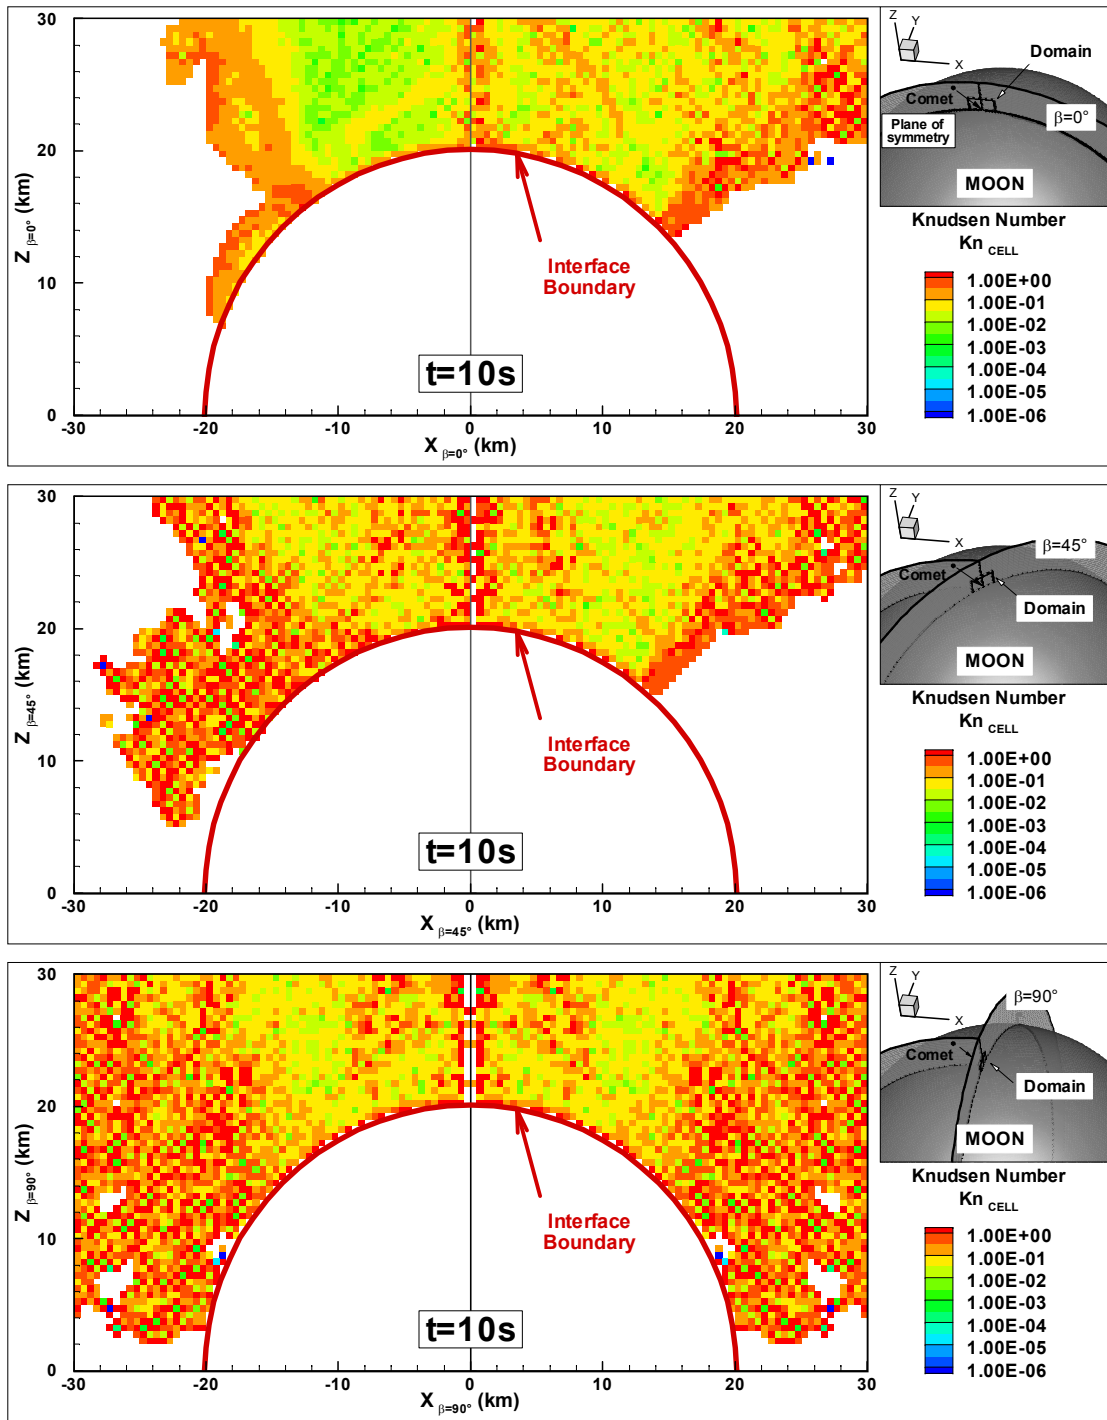 30
20
10
0
-30
-20
-10
0
10
20
30
Z β=0° (km)
X β=0° (km)
Interface
Boundary
t=10s
Z
Y
X
Domain
Comet
β=0°
Plane of
symmetry
MOON
Knudsen Number
Kn CELL
1.00E+00
1.00E-01
1.00E-02
1.00E-03
1.00E-04
1.00E-05
1.00E-06
30
20
10
0
-30
-20
-10
0
10
20
30
Z β=45° (km)
X β=45° (km)
Interface
Boundary
t=10s
Z
Y
X
β=45°
Comet
Domain
MOON
Knudsen Number
Kn CELL
1.00E+00
1.00E-01
1.00E-02
1.00E-03
1.00E-04
1.00E-05
1.00E-06
30
20
10
0
-30
-20
-10
0
10
20
30
Z β=90° (km)
X β=90° (km)
Interface
Boundary
t=10s
Z
Y
X
β=90°
Comet
Domain
MOON
Knudsen Number
Kn CELL
1.00E+00
1.00E-01
1.00E-02
1.00E-03
1.00E-04
1.00E-05
1.00E-06